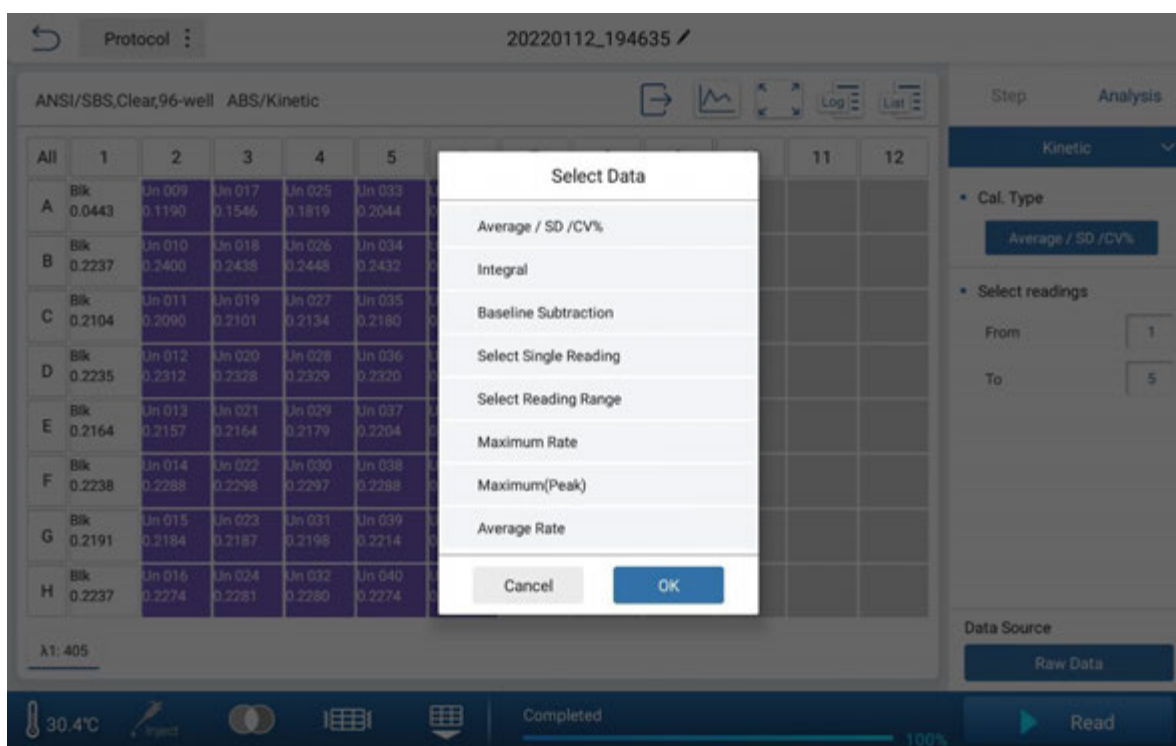 Protocol
20220112_194635
ANSI/SBS,Clear,96-well ABS/Kinetic
Log
List
Step Analysis
All 1 2 3 4 5 11 12
Kinetic
Select Data
A Blk Un 009 Un 017 Un 025 Un 033
0.0443 0.1190 0.1546 0.1819 0.2044
B Blk Un 010 Un 018 Un 026 Un 034
0.2237 0.2400 0.2438 0.2448 0.2432
C Blk Un 011 Un 019 Un 027 Un 035
0.2104 0.2090 0.2101 0.2134 0.2180
D Blk Un 012 Un 020 Un 028 Un 036
0.2235 0.2312 0.2328 0.2329 0.2320
E Blk Un 013 Un 021 Un 029 Un 037
0.2164 0.2157 0.2164 0.2179 0.2204
F Blk Un 014 Un 022 Un 030 Un 038
0.2238 0.2288 0.2298 0.2297 0.2288
G Blk Un 015 Un 023 Un 031 Un 039
0.2191 0.2184 0.2187 0.2198 0.2214
H Blk Un 016 Un 024 Un 032 Un 040
0.2237 0.2274 0.2281 0.2280 0.2274
Average / SD /CV%
Integral
Baseline Subtraction
Select Single Reading
Select Reading Range
Maximum Rate
Maximum(Peak)
Average Rate
Cancel OK
Cal. Type
Average / SD /CV%
Select readings
From 1
To 5
Data Source
Raw Data
λ1: 405
30.4℃
Inject
Completed
100%
Read